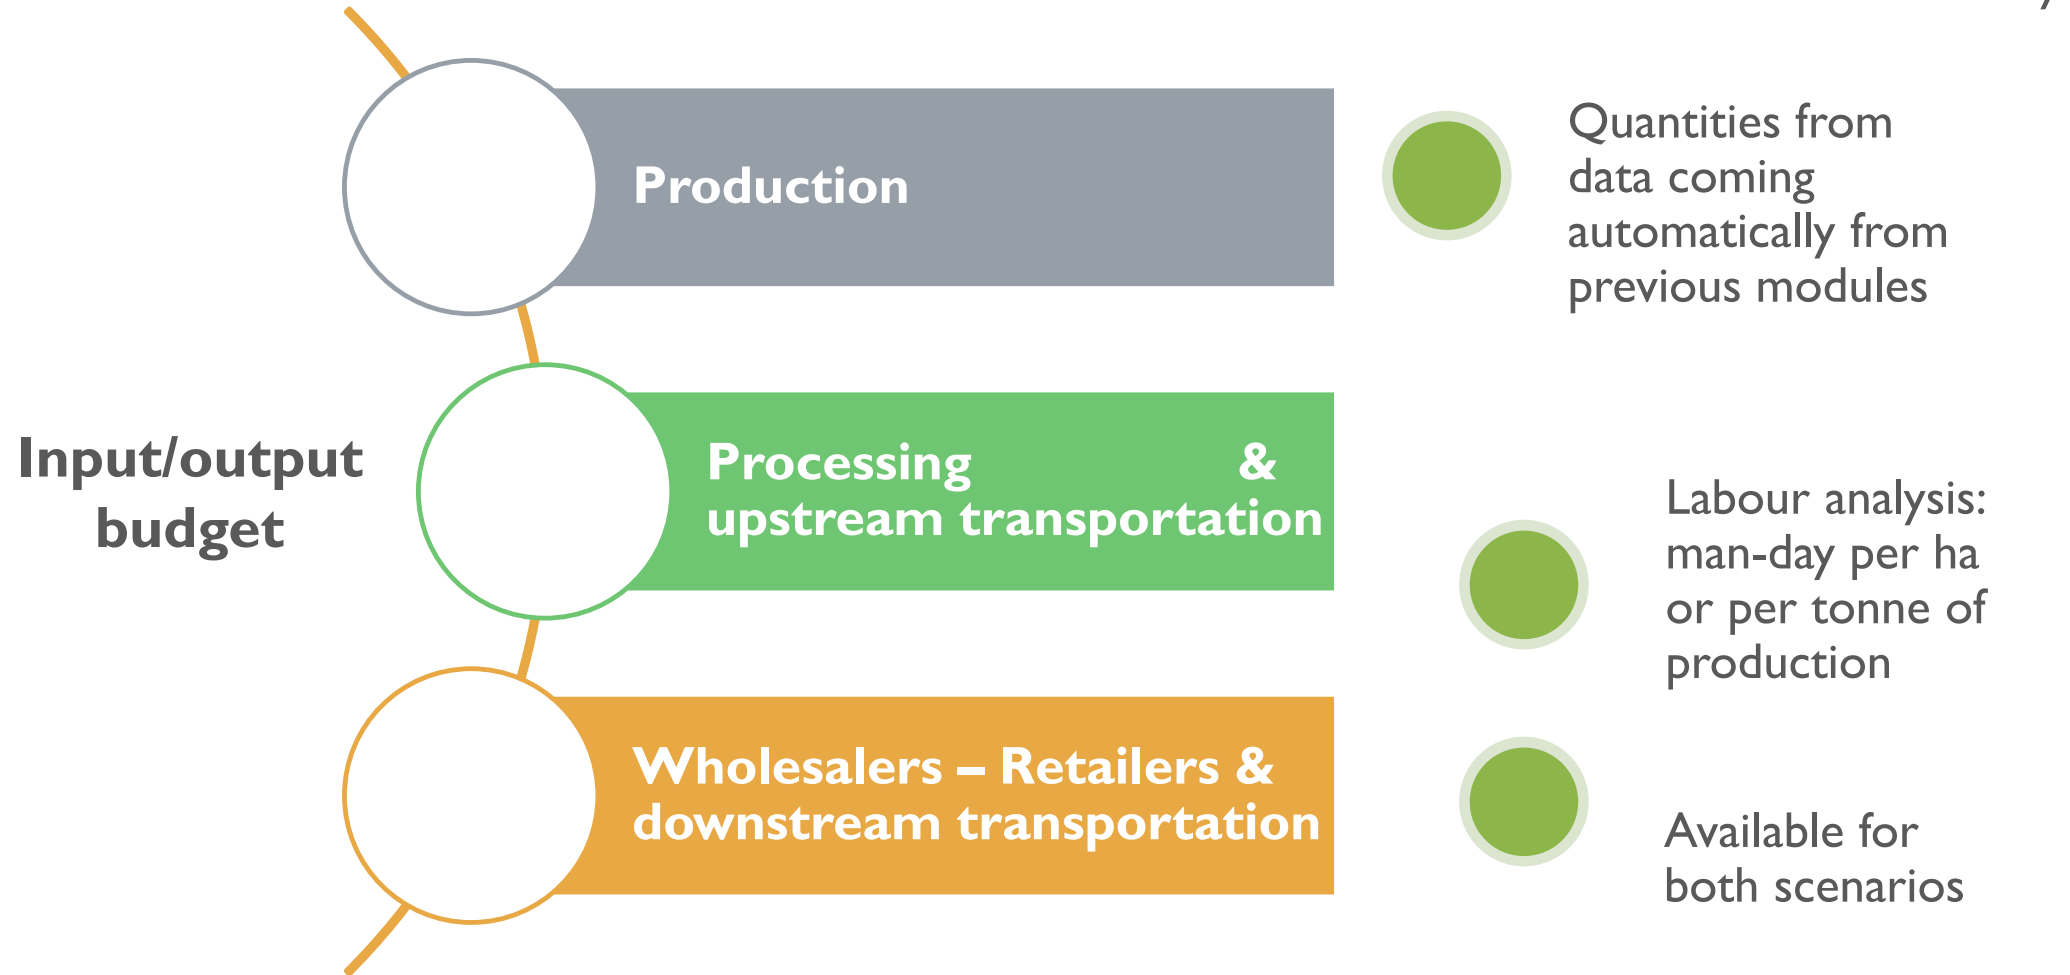 Input/output
budget
Production
Processing &
upstream transportation
Wholesalers – Retailers &
downstream transportation
Quantities from
data coming
automatically from
previous modules
Labour analysis:
man-day per ha
or per tonne of
production
Available for
both scenarios